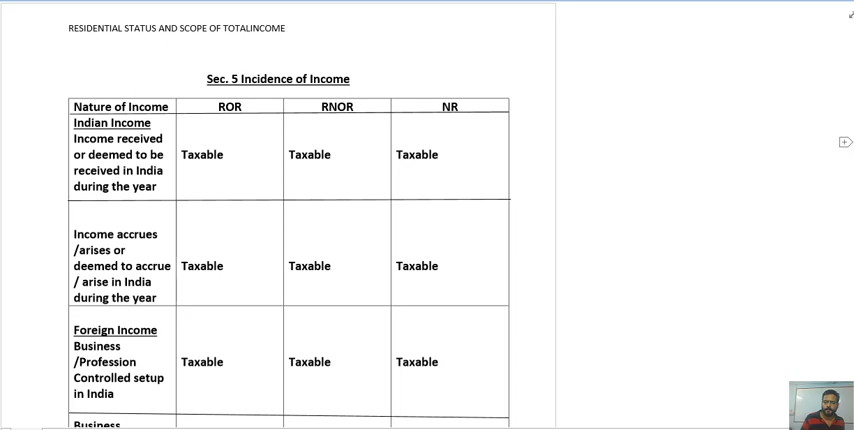 RESIDENTIAL STATUS AND SCOPE OF TOTALINCOME
Sec. 5 Incidence of Income
Nature of Income ROR RNOR NR
Indian Income
Income received
or deemed to be Taxable Taxable Taxable
received in India
during the year
Income accrues
/arises or
deemed to accrue Taxable Taxable Taxable
/ arise in India
during the year
Foreign Income
Business
/Profession Taxable Taxable Taxable
Controlled setup
in India
Business